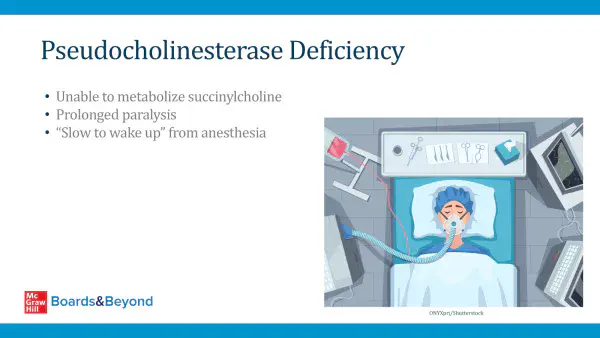 Pseudocholinesterase Deficiency
• Unable to metabolize succinylcholine
• Prolonged paralysis
• “Slow to wake up” from anesthesia
Mc
Graw
Hill
Boards&Beyond
ONYXprj/Shutterstock